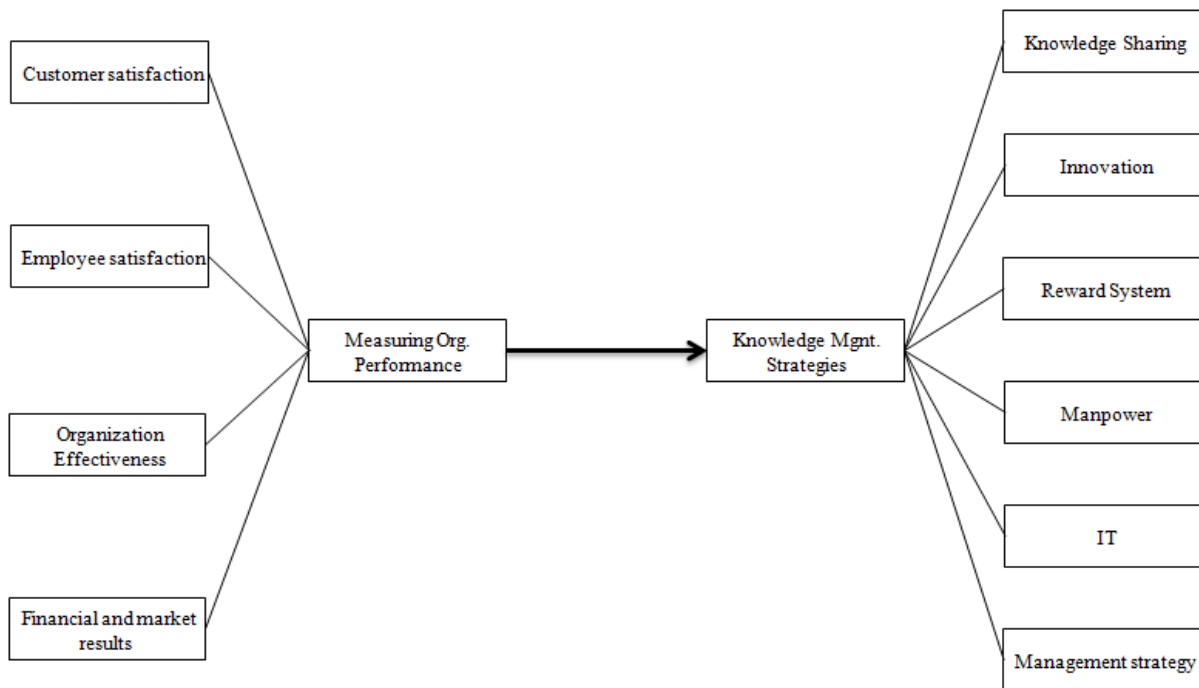 Customer satisfaction
Employee satisfaction
Organization
Effectiveness
Financial and market
results
Measuring Org.
Performance
Knowledge Mgnt.
Strategies
Knowledge Sharing
Innovation
Reward System
Manpower
IT
Management strategy